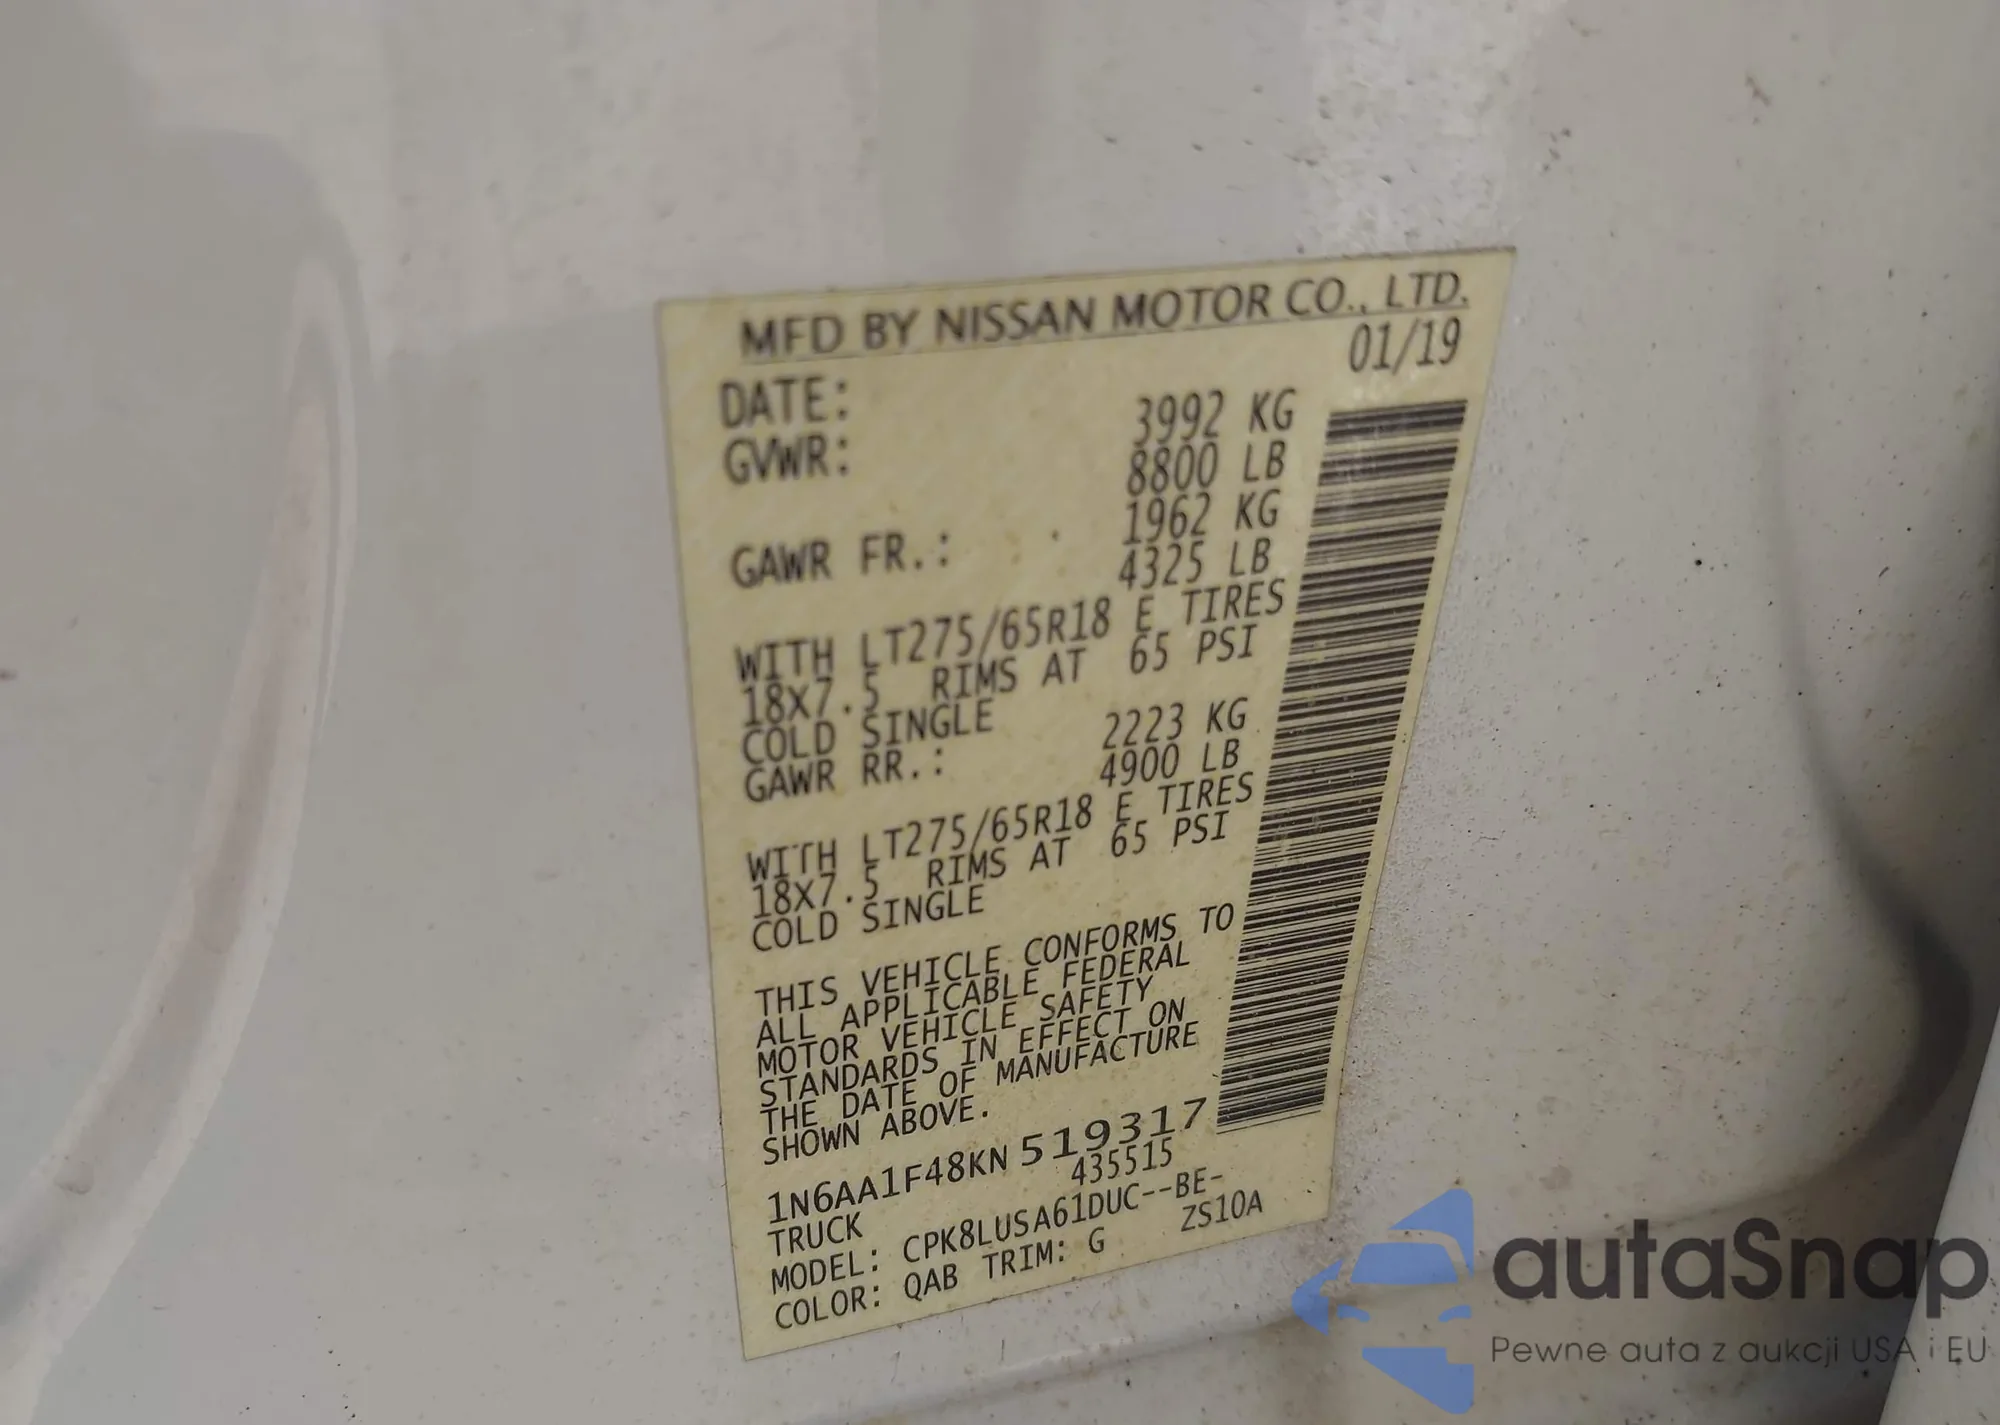 MFD BY NISSAN MOTOR CO., LTD.
DATE: 01/19
GVWR: 3992 KG
8800 LB
GAWR FR.: 1962 KG
4325 LB
WITH LT275/65R18 E TIRES
18X7.5 RIMS AT 65 PSI
COLD SINGLE
GAWR RR.: 2223 KG
4900 LB
WITH LT275/65R18 E TIRES
18X7.5 RIMS AT 65 PSI
COLD SINGLE
THIS VEHICLE CONFORMS TO
ALL APPLICABLE FEDERAL
MOTOR VEHICLE SAFETY
STANDARDS IN EFFECT ON
THE DATE OF MANUFACTURE
SHOWN ABOVE.
1N6AA1F48KN 519317
TRUCK 435515
MODEL: CPK8LUSA61DUC--BE-
COLOR: QAB TRIM: G ZS10A
autaSnap
Pewne auta z aukcji USA i EU